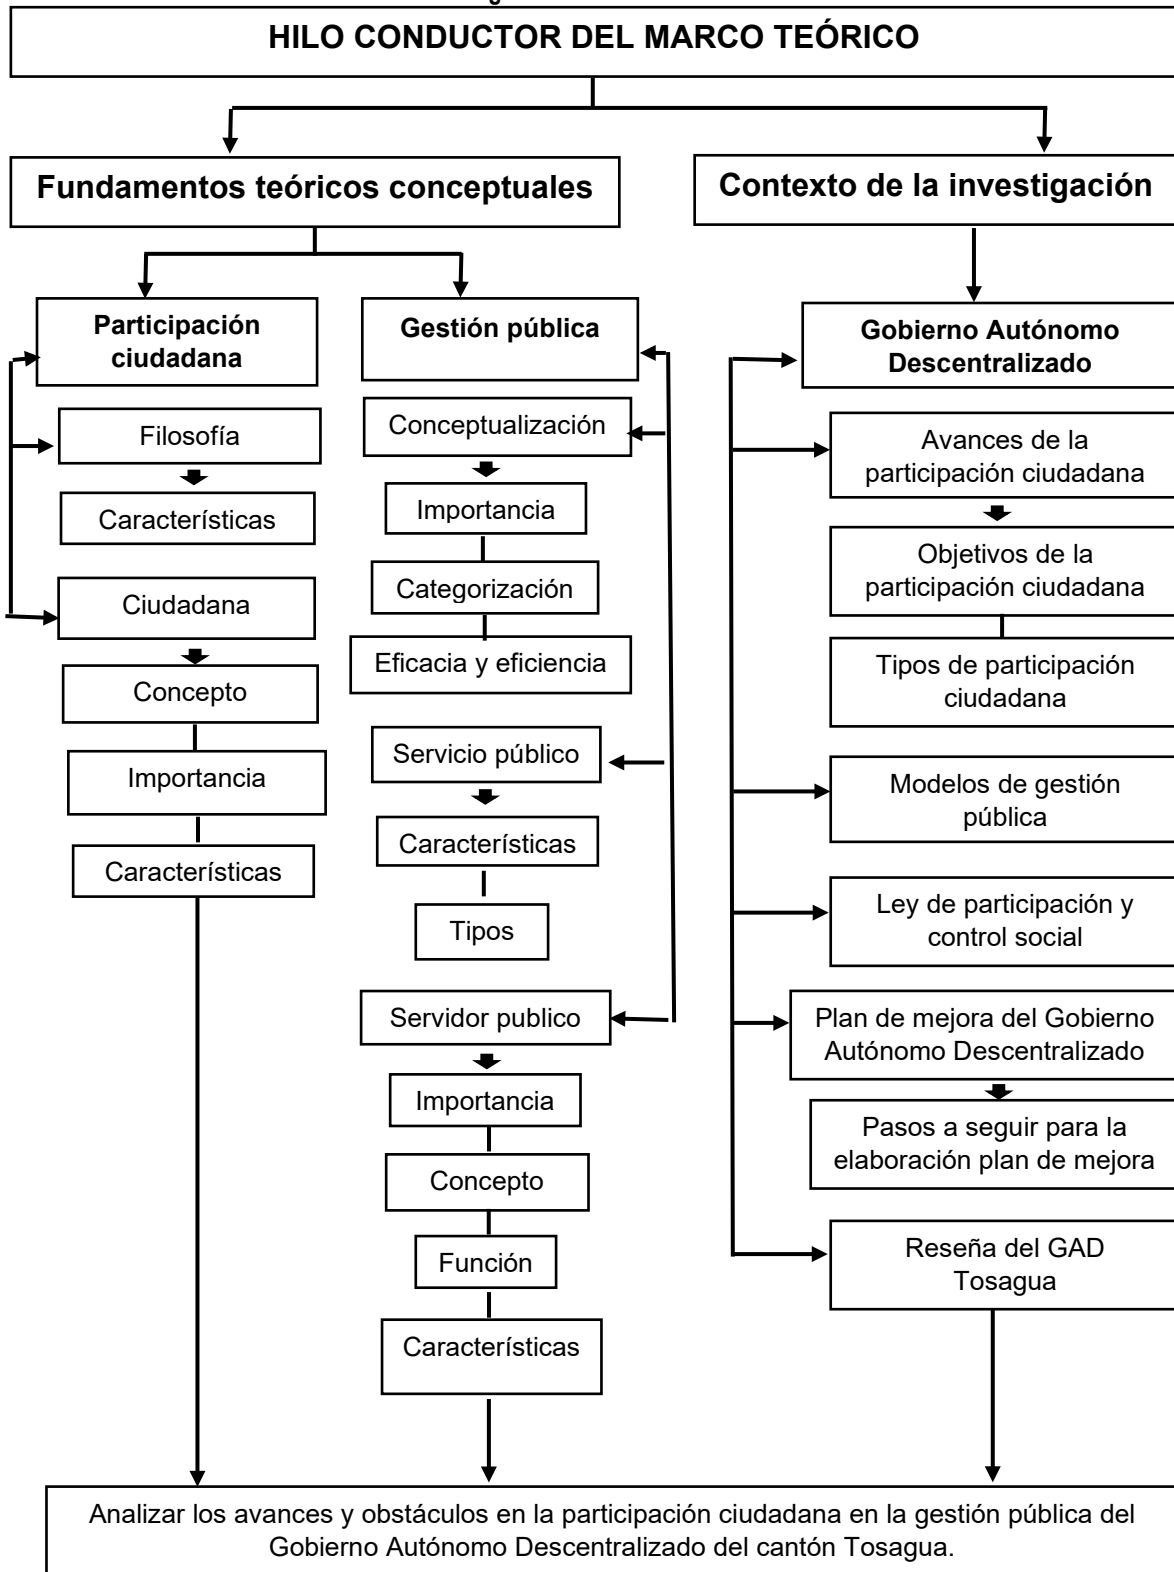 HILO CONDUCTOR DEL MARCO TEÓRICO
Fundamentos teóricos conceptuales
Contexto de la investigación
Participación
ciudadana
Filosofía
Características
Ciudadana
Concepto
Importancia
Características
Gestión pública
Conceptualización
Importancia
Categorización
Eficacia y eficiencia
Servicio público
Características
Tipos
Servidor publico
Importancia
Concepto
Función
Características
Gobierno Autónomo
Descentralizado
Avances de la
participación ciudadana
Objetivos de la
participación ciudadana
Tipos de participación
ciudadana
Modelos de gestión
pública
Ley de participación y
control social
Plan de mejora del Gobierno
Autónomo Descentralizado
Pasos a seguir para la
elaboración plan de mejora
Reseña del GAD
Tosagua
Analizar los avances y obstáculos en la participación ciudadana en la gestión pública del
Gobierno Autónomo Descentralizado del cantón Tosagua.